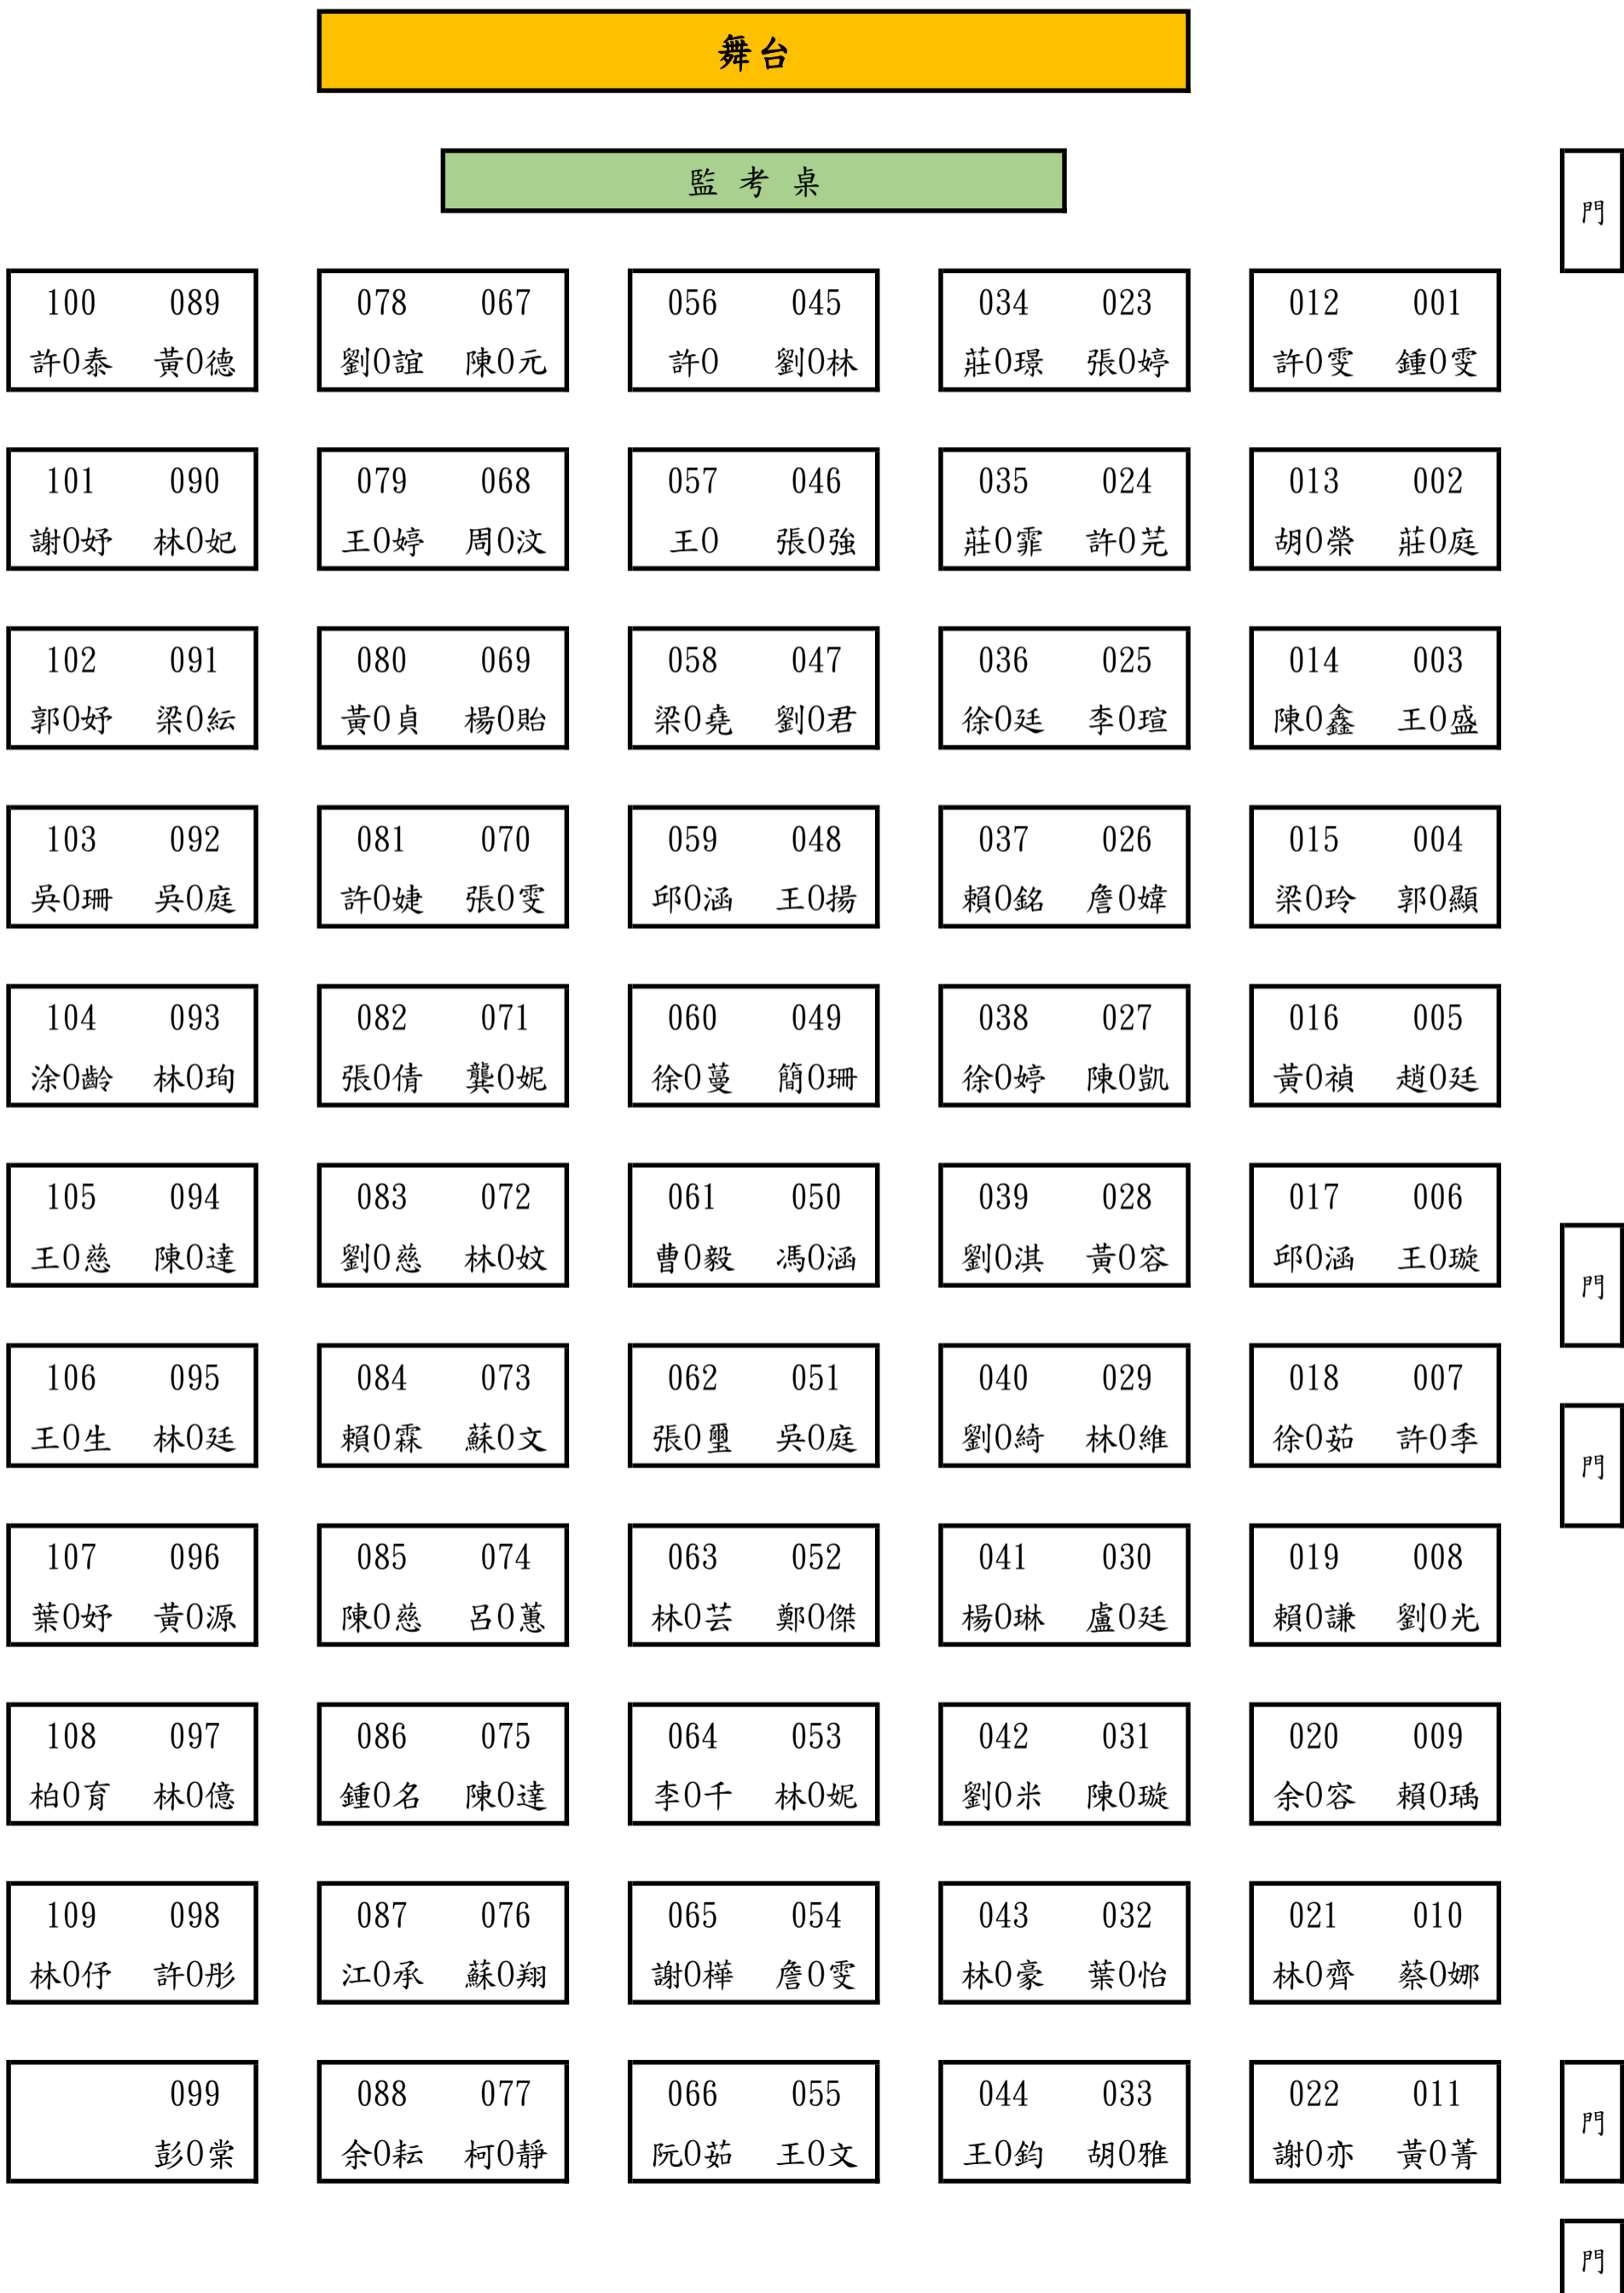 舞台
監 考 桌
門
100 089 078 067 056 045 034 023 012 001
許0泰 黃0德 劉0誼 陳0元 許0 劉0林 莊0璟 張0婷 許0雯 鍾0雯
101 090 079 068 057 046 035 024 013 002
謝0妤 林0妃 王0婷 周0汶 王0 張0強 莊0霏 許0芫 胡0榮 莊0庭
102 091 080 069 058 047 036 025 014 003
郭0妤 梁0紜 黃0貞 楊0貽 梁0堯 劉0君 徐0廷 李0瑄 陳0鑫 王0盛
103 092 081 070 059 048 037 026 015 004
吳0珊 吳0庭 許0婕 張0雯 邱0涵 王0揚 賴0銘 詹0媁 梁0玲 郭0顯
104 093 082 071 060 049 038 027 016 005
涂0齡 林0珣 張0倩 龔0妮 徐0蔓 簡0珊 徐0婷 陳0凱 黃0禎 趙0廷
105 094 083 072 061 050 039 028 017 006
王0慈 陳0達 劉0慈 林0妏 曹0毅 馮0涵 劉0淇 黃0容 邱0涵 王0璇
門
106 095 084 073 062 051 040 029 018 007
王0生 林0廷 賴0霖 蘇0文 張0璽 吳0庭 劉0綺 林0維 徐0茹 許0季
門
107 096 085 074 063 052 041 030 019 008
葉0妤 黃0源 陳0慈 呂0蕙 林0芸 鄭0傑 楊0琳 盧0廷 賴0謙 劉0光
108 097 086 075 064 053 042 031 020 009
柏0育 林0億 鍾0名 陳0達 李0千 林0妮 劉0米 陳0璇 余0容 賴0瑀
109 098 087 076 065 054 043 032 021 010
林0伃 許0彤 江0承 蘇0翔 謝0樺 詹0雯 林0豪 葉0怡 林0齊 蔡0娜
099 088 077 066 055 044 033 022 011
彭0棠 余0耘 柯0靜 阮0茹 王0文 王0鈞 胡0雅 謝0亦 黃0菁
門
門